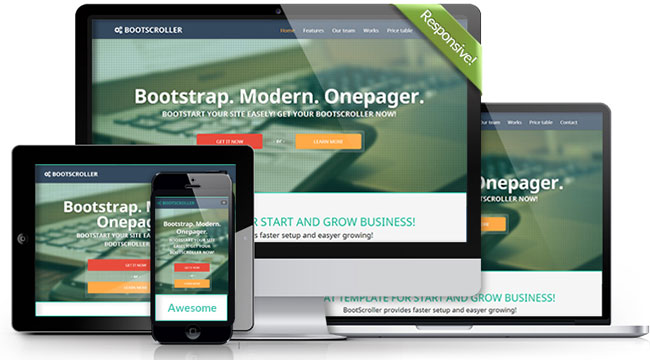 BOOTSCROLLER
Home Features Our team Works Price table
Responsive!
Bootstrap. Modern. Onepager.
BOOTSTART YOUR SITE EASELY! GET YOUR BOOTSCROLLER NOW!
GET IT NOW - or - LEARN MORE
R START AND GROW BUSINESS!
es faster setup and easyer growing!
Our team Works Price table Contact
Onepager.
SCROLLER NOW!
AT TEMPLATE FOR START AND GROW BUSINESS!
BootScroller provides faster setup and easyer growing!
BOOTSCROLLER
Bootstrap. Mo
Onepage
BOOTSTART YOUR SITE EASELY!
BOOTSCROLLER
GET IT NOW
LEARN MORE
BOOTSCROLLER
Bootstrap. Modern.
Onepager.
BOOTSTART YOUR SITE
EASELY! GET YOUR
BOOTSCROLLER NOW!
GET IT NOW
Awesome